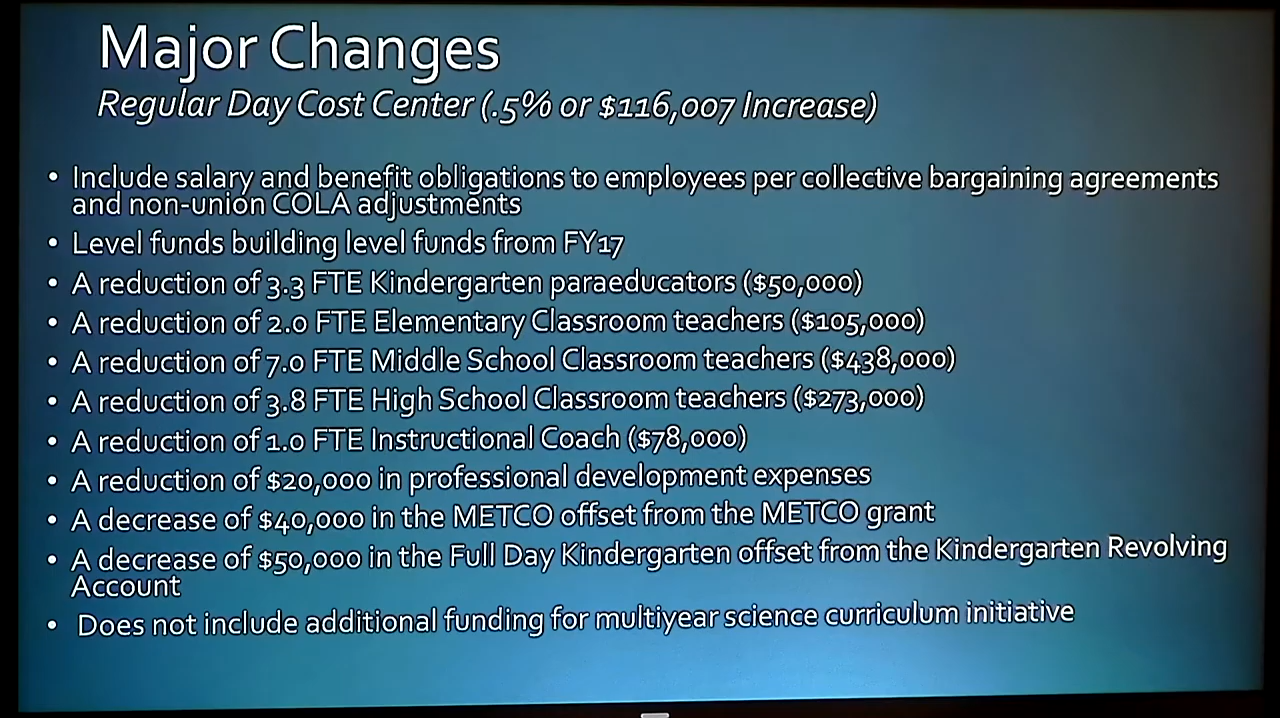 Major Changes
Regular Day Cost Center (.5% or $116,007 Increase)
• Include salary and benefit obligations to employees per collective bargaining agreements
and non-union COLA adjustments
• Level funds building level funds from FY17
• A reduction of 3.3 FTE Kindergarten paraeducators ($50,000)
• A reduction of 2.0 FTE Elementary Classroom teachers ($105,000)
• A reduction of 7.0 FTE Middle School Classroom teachers ($438,000)
• A reduction of 3.8 FTE High School Classroom teachers ($273,000)
• A reduction of 1.0 FTE Instructional Coach ($78,000)
• A reduction of $20,000 in professional development expenses
• A decrease of $40,000 in the METCO offset from the METCO grant
• A decrease of $50,000 in the Full Day Kindergarten offset from the Kindergarten Revolving
Account
• Does not include additional funding for multiyear science curriculum initiative